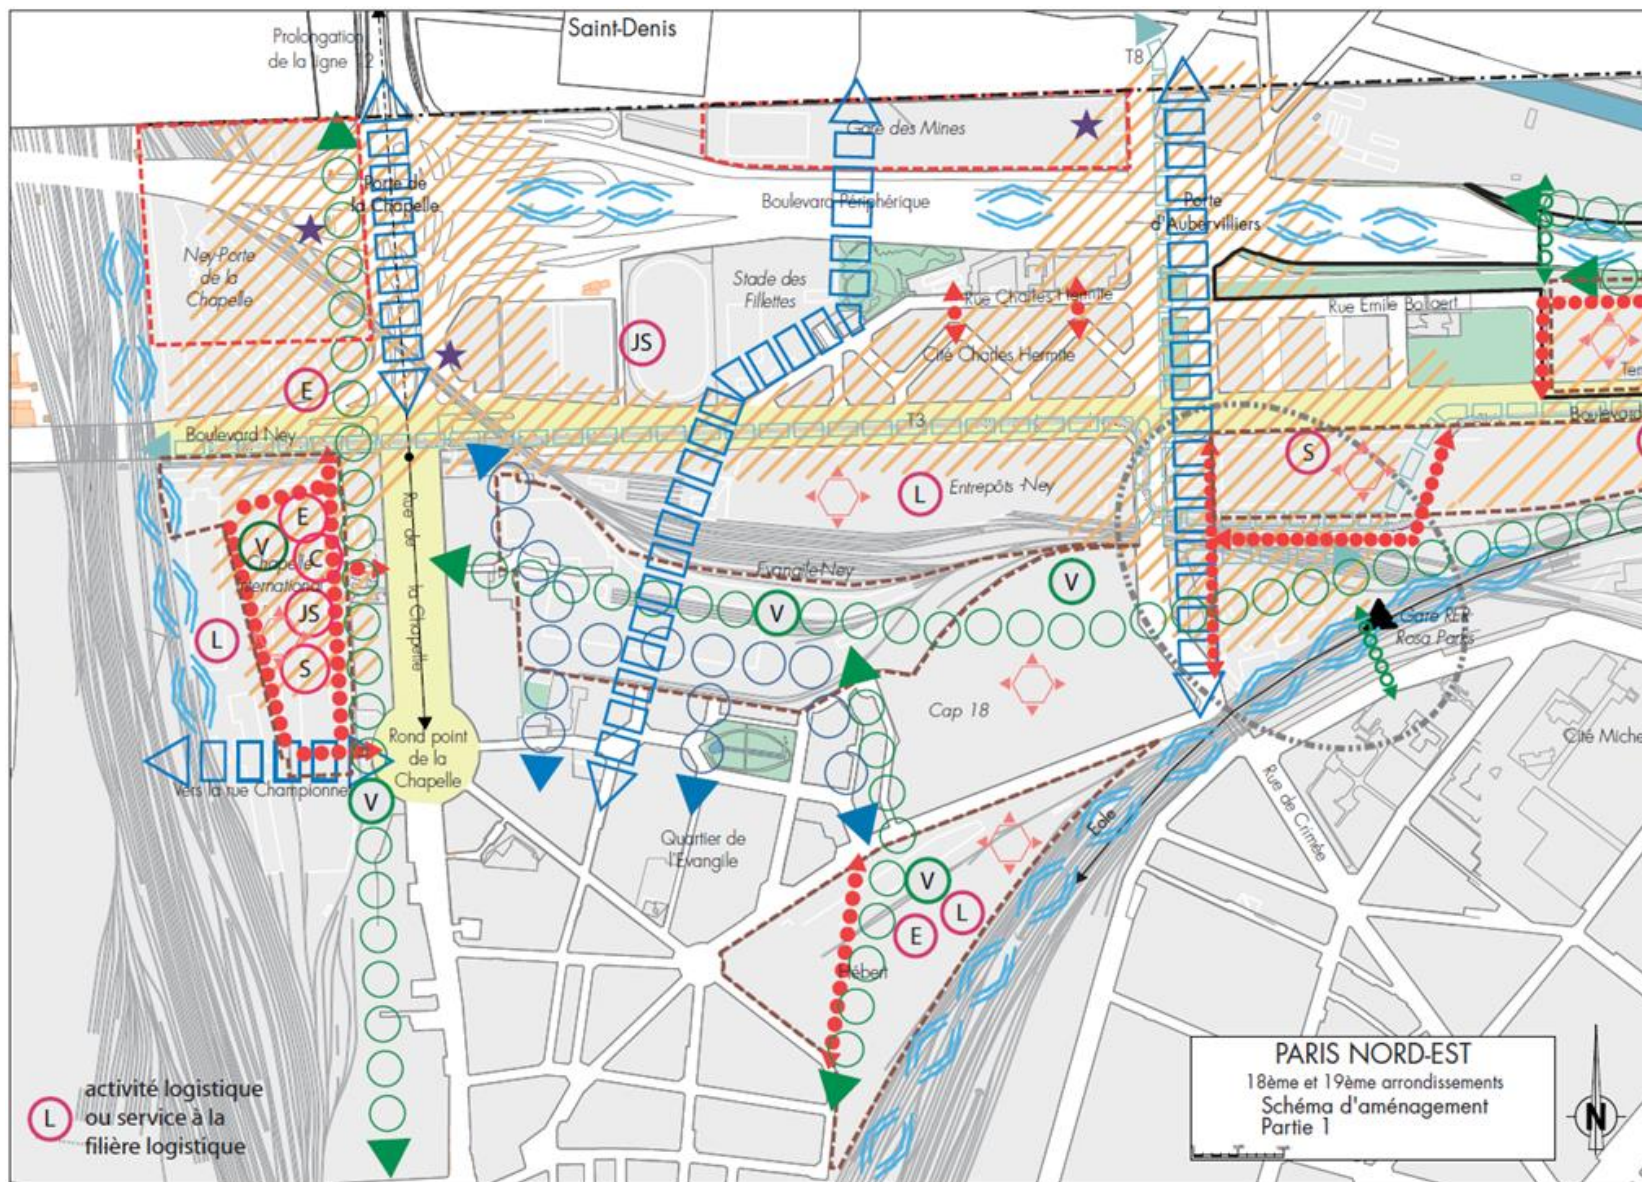 Prolongation
de la ligne 12
Saint-Denis
T8
Gare des Mines
Porte de
la Chapelle
Boulevard Périphérique
Porte
d'Aubervilliers
Ney-Porte
de la
Chapelle
Stade des
Fillettes
Rue Charles Hermite
Rue Emile Bollaert
JS
Cité Charles Hermite
Ter
E
T3
Boulevard
Boulevard Ney
S
L
Entrepôts -Ney
Rue de la Chapelle
E
V
C
Chapelle
International
Evangile-Ney
V
V
JS
L
S
Gare RER
Rosa Parks
Cap 18
Rond point
de la
Chapelle
Cité Miche
Vers la rue Championnet
V
Rue de Crimée
Eole
Quartier de
l'Evangile
V
L
E
Hébert
PARIS NORD-EST
18ème et 19ème arrondissements
Schéma d'aménagement
Partie 1
N
L
activité logistique
ou service à la
filière logistique